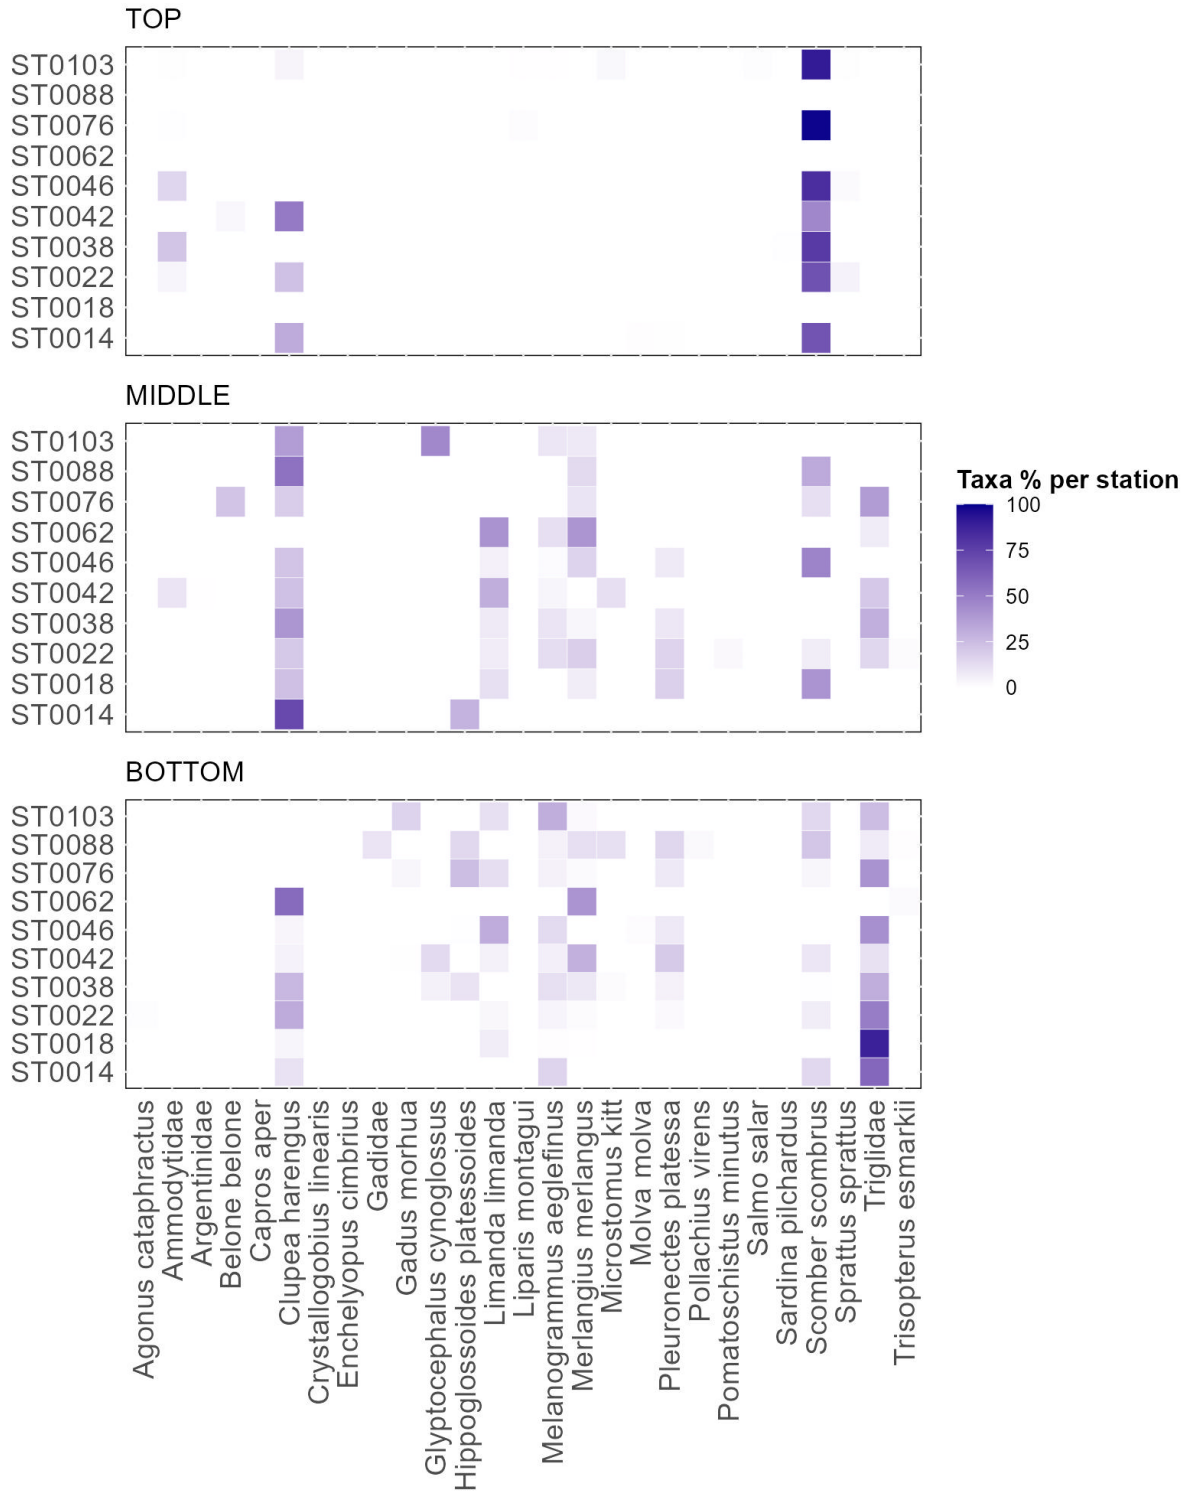 TOP
ST0103
ST0088
ST0076
ST0062
ST0046
ST0042
ST0038
ST0022
ST0018
ST0014
MIDDLE
ST0103
ST0088
ST0076
ST0062
ST0046
ST0042
ST0038
ST0022
ST0018
ST0014
Taxa % per station
100
75
50
25
0
BOTTOM
ST0103
ST0088
ST0076
ST0062
ST0046
ST0042
ST0038
ST0022
ST0018
ST0014
Agonus cataphractus
Ammodytidae
Argentinidae
Belone belone
Capros aper
Clupea harengus
Crystallogobius linearis
Enchelyopus cimbrius
Gadidae
Gadus morhua
Glyptocephalus cynoglossus
Hippoglossoides platessoides
Limanda limanda
Liparis montagui
Melanogrammus aeglefinus
Merlangius merlangus
Microstomus kitt
Molva molva
Pleuronectes platessa
Pollachius virens
Pomatoschistus minutus
Salmo salar
Sardina pilchardus
Scomber scombrus
Sprattus sprattus
Triglidae
Trisopterus esmarkii